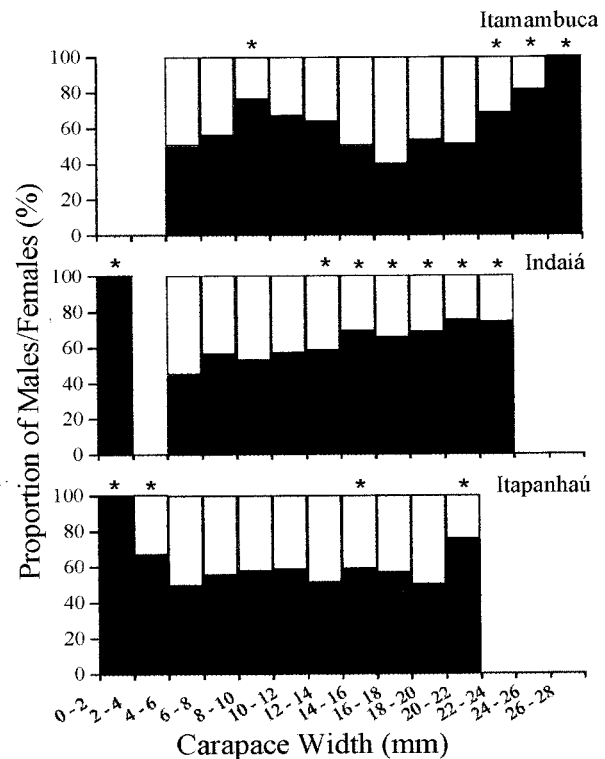 Itamambuca
100
80
60
40
20
0
* * * *
Indaiá
100
80
60
40
20
0
* * * * * * *
Itapanhaú
100
80
60
40
20
0
* * * *
Proportion of Males/Females (%)
0 - 2
2 - 4
4 - 6
6 - 8
8 - 10
10 - 12
12 - 14
14 - 16
16 - 18
18 - 20
20 - 22
22 - 24
24 - 26
26 - 28
Carapace Width (mm)